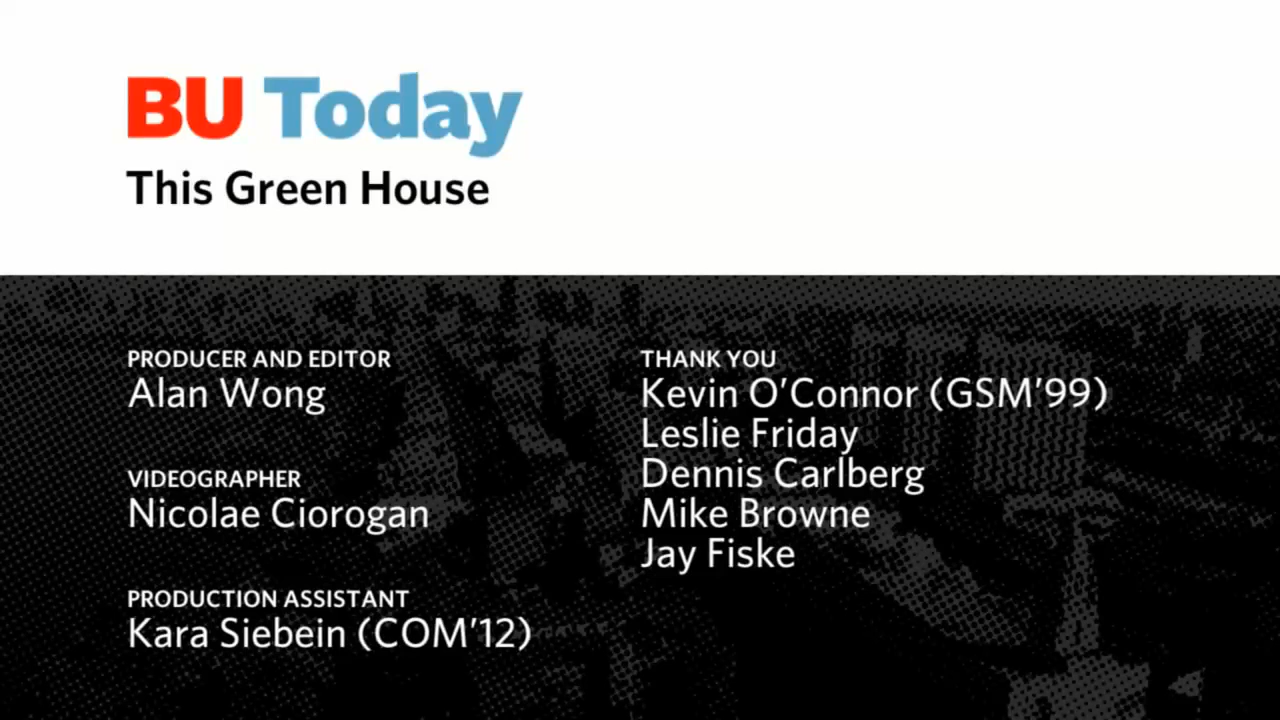 BU Today
This Green House
PRODUCER AND EDITOR
Alan Wong
VIDEOGRAPHER
Nicolae Ciorogan
PRODUCTION ASSISTANT
Kara Siebein (COM'12)
THANK YOU
Kevin O'Connor (GSM'99)
Leslie Friday
Dennis Carlberg
Mike Browne
Jay Fiske